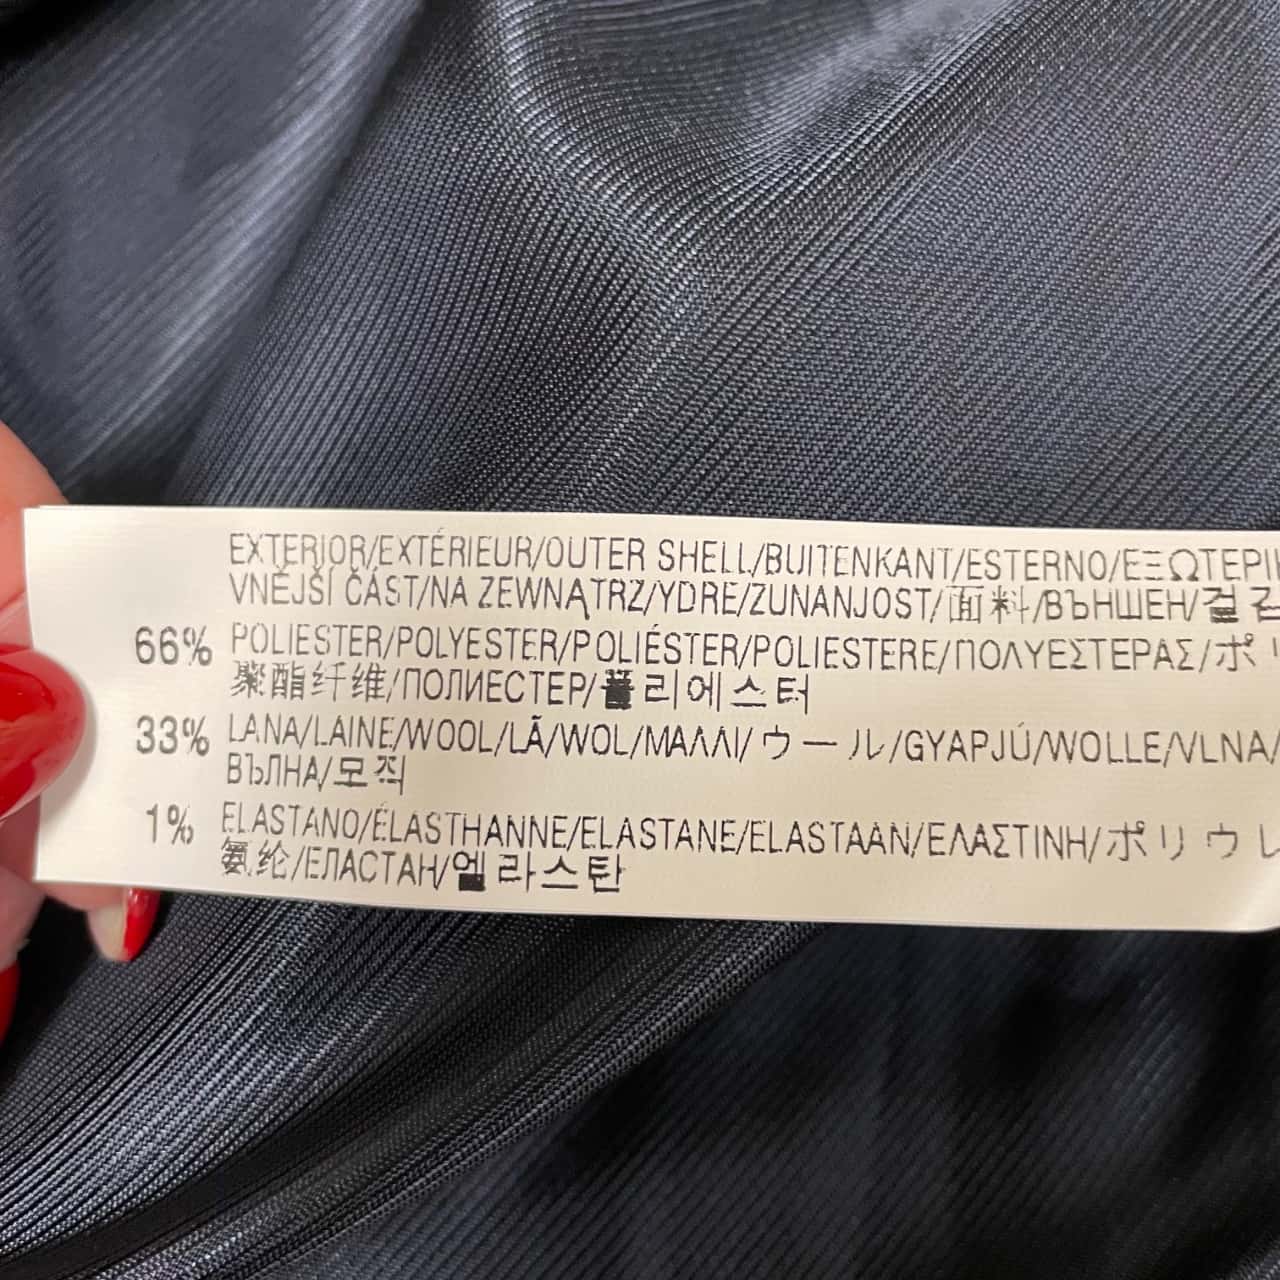 EXTERIOR/EXTÉRIEUR/OUTER SHELL/BUITENKANT/ESTERNO/ΕΞΩΤΕΡΙ
VNĚJŠÍ ČÁST/NA ZEWNĄTRZ/YDRE/ZUNANJOST/面料/ВЪНШЕН/겉감
66% POLIESTER/POLYESTER/POLIÉSTER/POLIESTERE/ΠΟΛΥΕΣΤΕΡΑΣ/ポリ
聚酯纤维/ПОЛИЕСТЕР/폴리에스터
33% LANA/LAINE/WOOL/LÃ/WOL/ΜΑΛΛΙ/ウール/GYAPJÚ/WOLLE/VLNA/
ВЪЛНА/모직
1% ELASTANO/ÉLASTHANNE/ELASTANE/ELASTAAN/ΕΛΑΣΤΙΝΗ/ポリウレ
氨纶/ЕЛАСТАН/엘라스탄